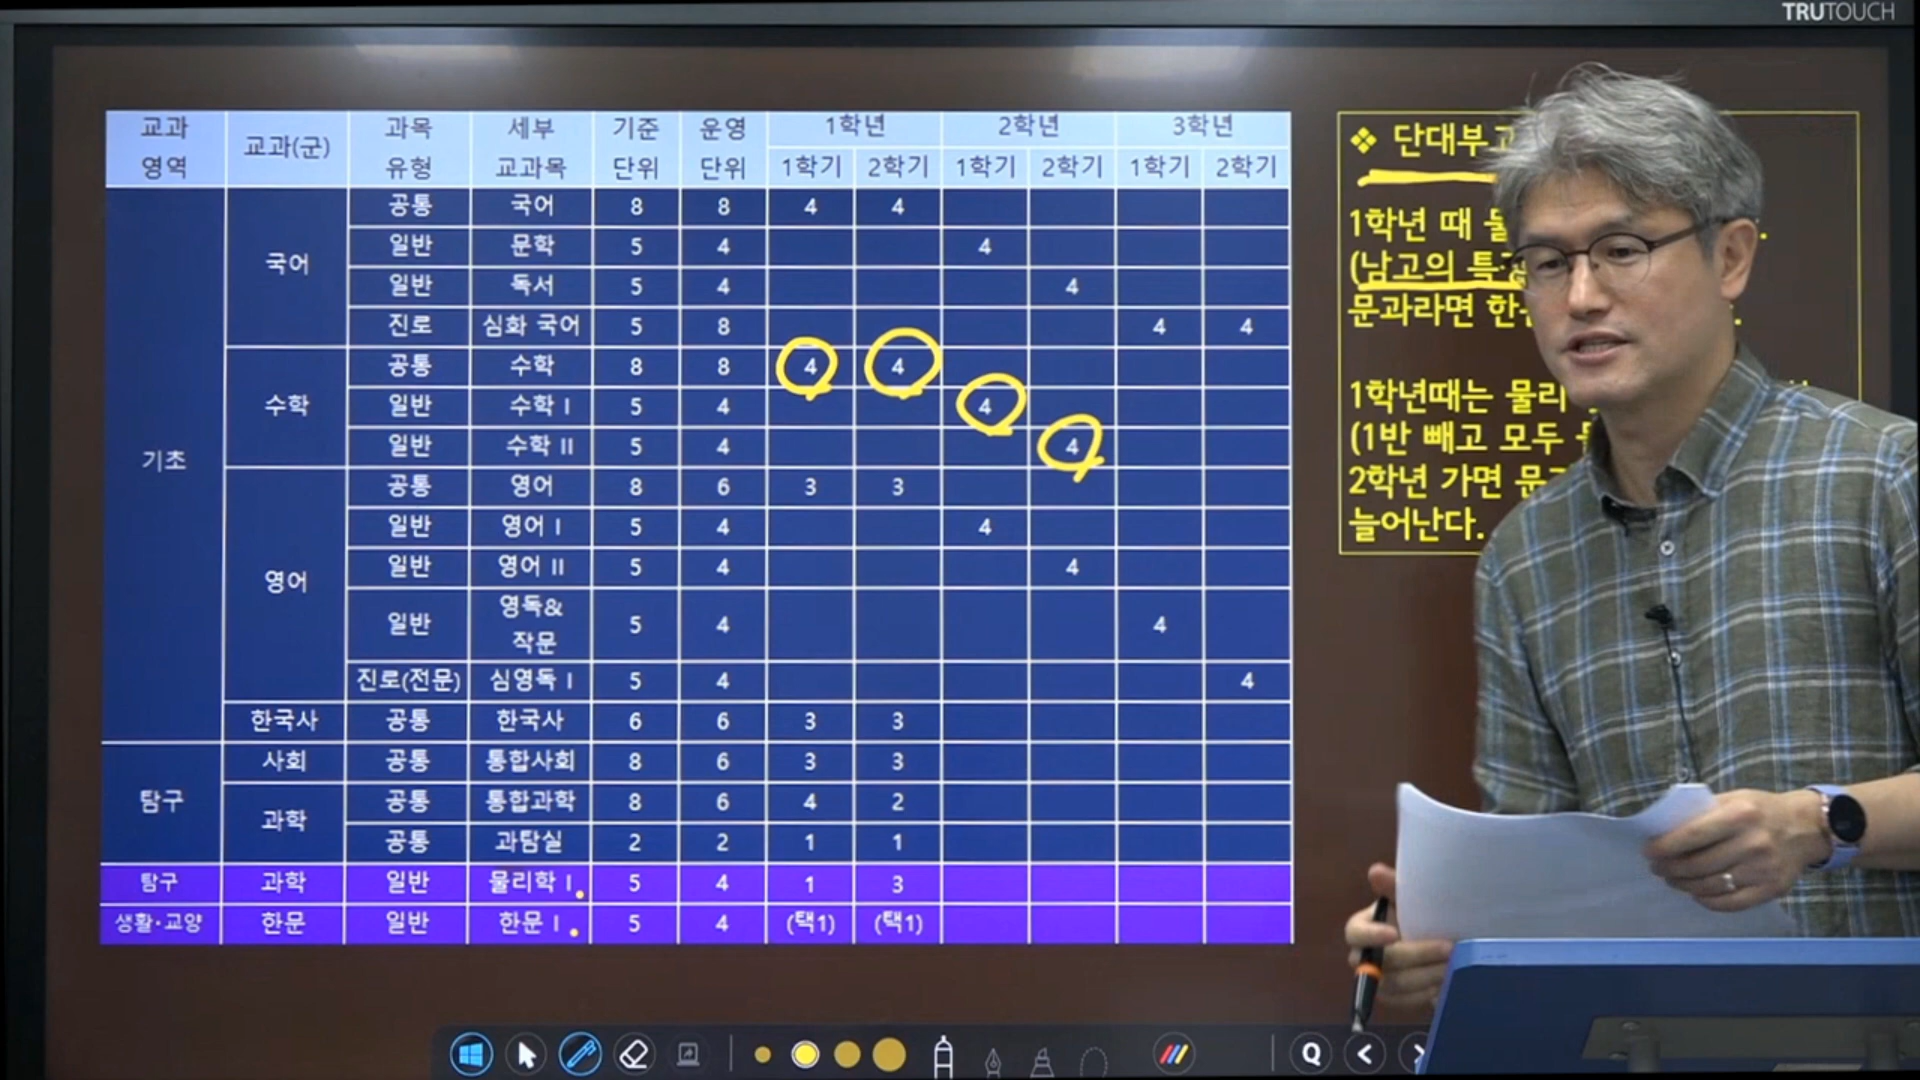 TRUTOUCH
교과 영역 교과(군) 과목 유형 세부 교과목 기준 단위 운영 단위 1학년 2학년 3학년
1학기 2학기 1학기 2학기 1학기 2학기
기초 국어 공통 국어 8 8 4 4
일반 문학 5 4 4
일반 독서 5 4 4
진로 심화 국어 5 8 4 4
수학 공통 수학 8 8 4 4
일반 수학 I 5 4 4
일반 수학 II 5 4 4
영어 공통 영어 8 6 3 3
일반 영어 I 5 4 4
일반 영어 II 5 4 4
일반 영독& 작문 5 4 4
진로(전문) 심영독 I 5 4 4
한국사 공통 한국사 6 6 3 3
탐구 사회 공통 통합사회 8 6 3 3
과학 공통 통합과학 8 6 4 2
공통 과탐실 2 2 1 1
탐구 과학 일반 물리학 I 5 4 1 3
생활·교양 한문 일반 한문 I 5 4 (택1) (택1)
❖ 단대부고
1학년 때
(남고의 특징
문과라면
1학년때는 물리
(1반 빼고 모두
2학년 가면
늘어난다.
Q